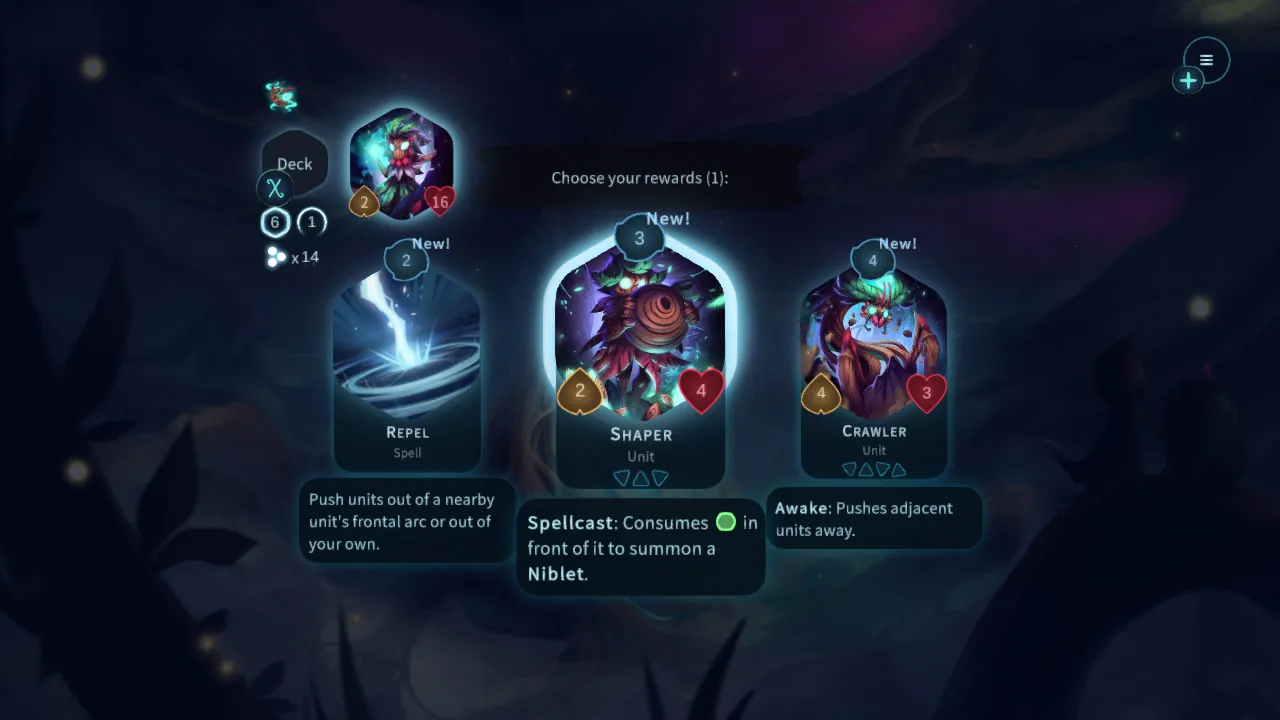 Deck
2
16
6
1
x14
Choose your rewards (1):
New!
2
REPEL
Spell
Push units out of a nearby
unit's frontal arc or out of
your own.
New!
3
2
4
SHAPER
Unit
Spellcast: Consumes in
front of it to summon a
Niblet.
New!
4
4
3
CRAWLER
Unit
Awake: Pushes adjacent
units away.